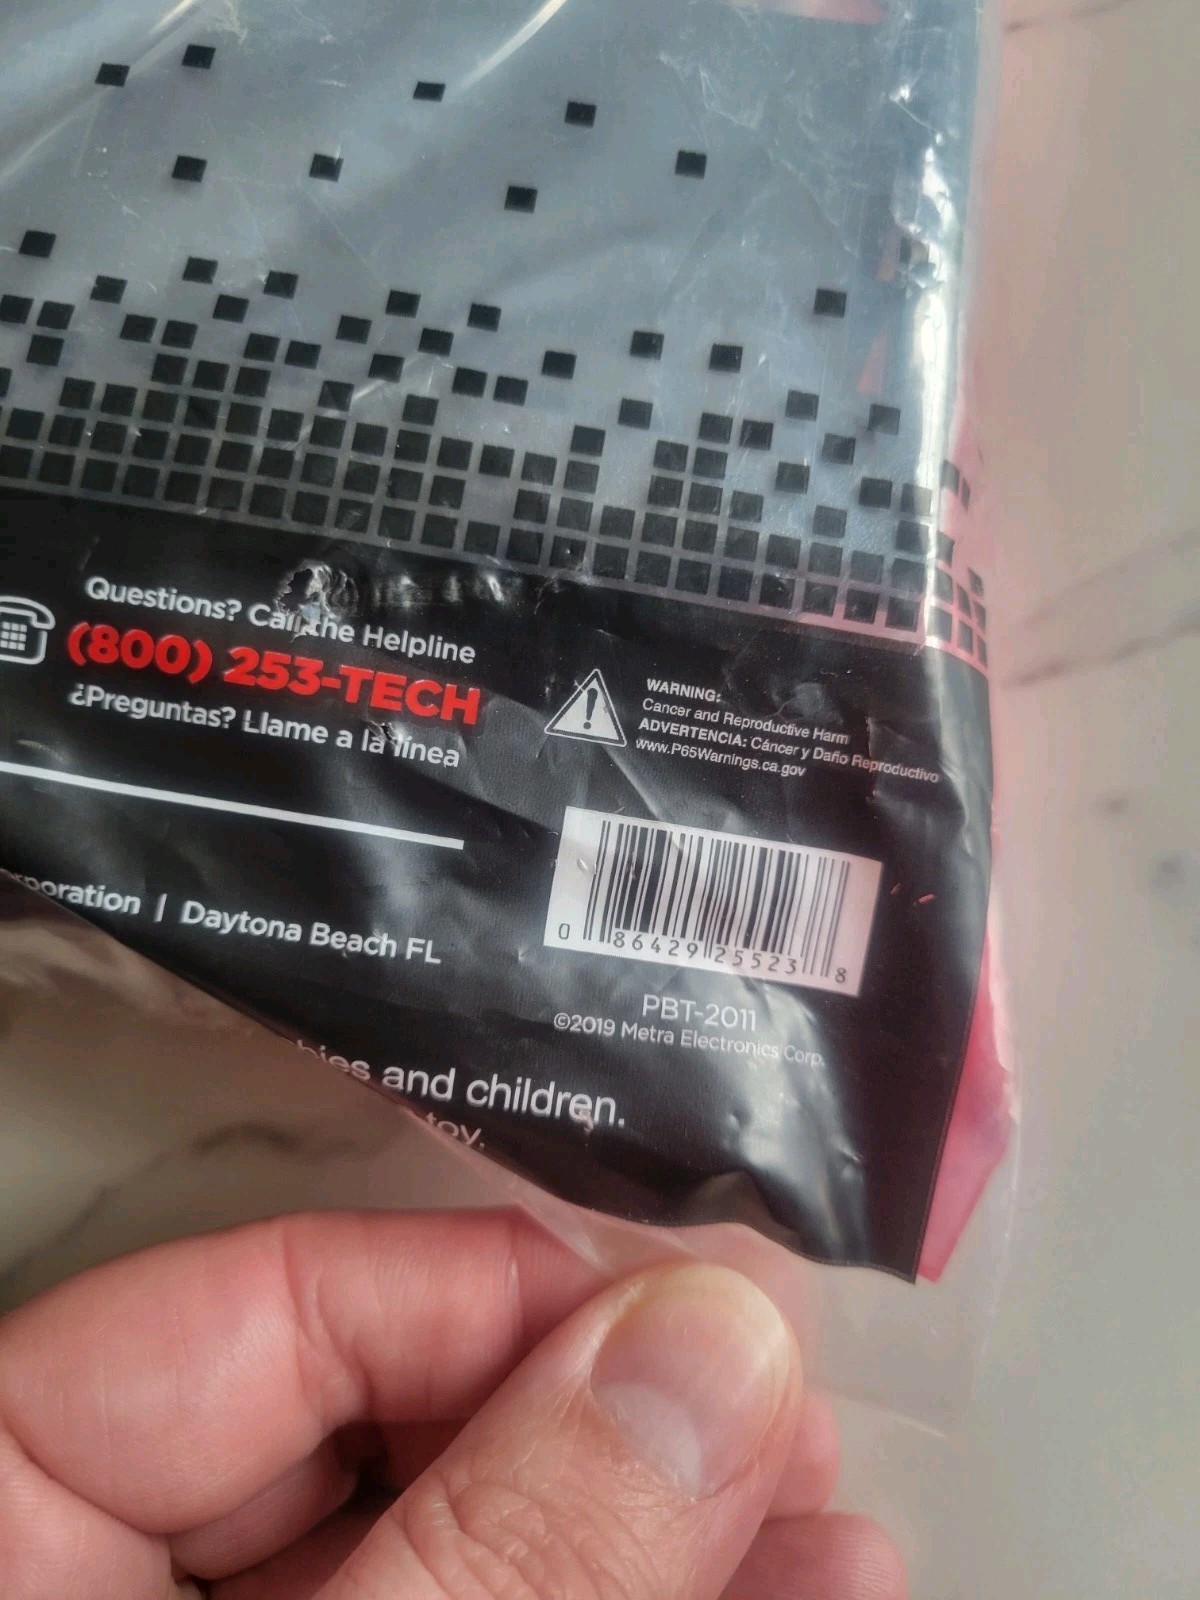 Questions? Call the Helpline
(800) 253-TECH
¿Preguntas? Llame a la línea
WARNING:
Cancer and Reproductive Harm
ADVERTENCIA: Cáncer y Daño Reproductivo
www.P65Warnings.ca.gov
oration | Daytona Beach FL
0 86429 25523 8
PBT-2011
©2019 Metra Electronics Corp.
and children.
toy.